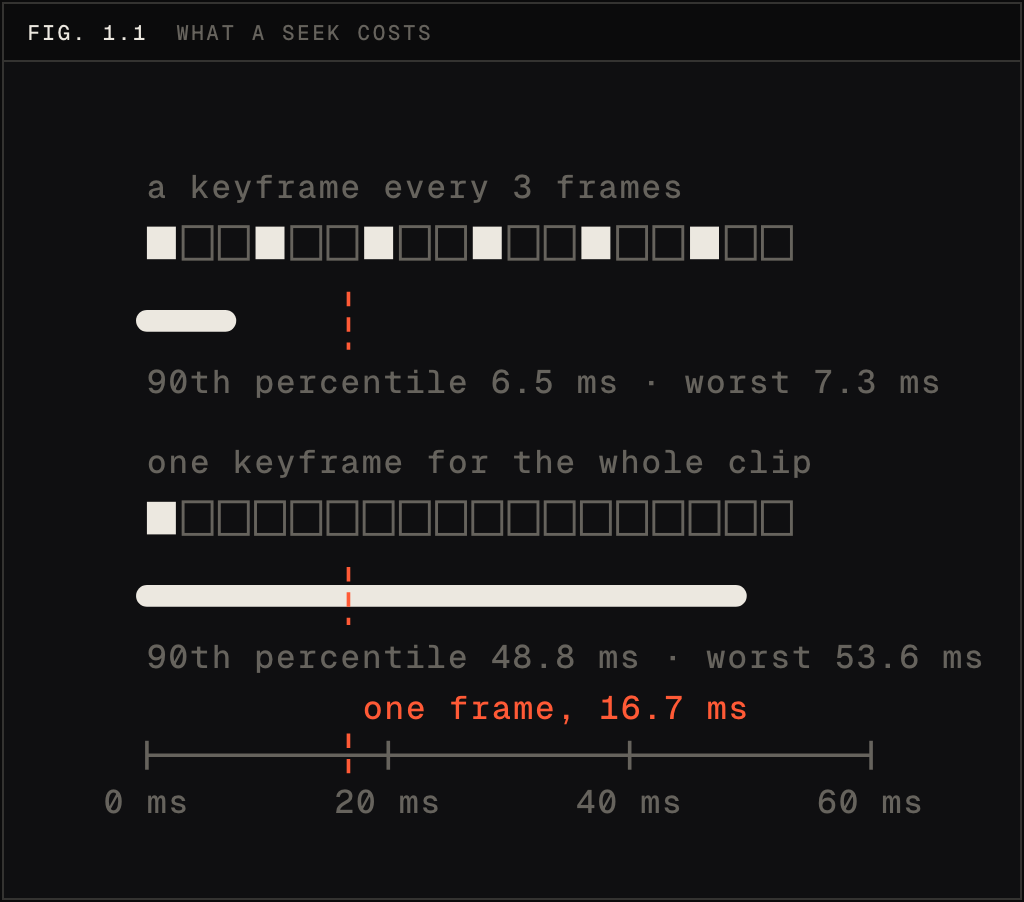 FIG. 1.1 WHAT A SEEK COSTS
a keyframe every 3 frames
90th percentile 6.5 ms · worst 7.3 ms
one keyframe for the whole clip
90th percentile 48.8 ms · worst 53.6 ms
one frame, 16.7 ms
0 ms 20 ms 40 ms 60 ms